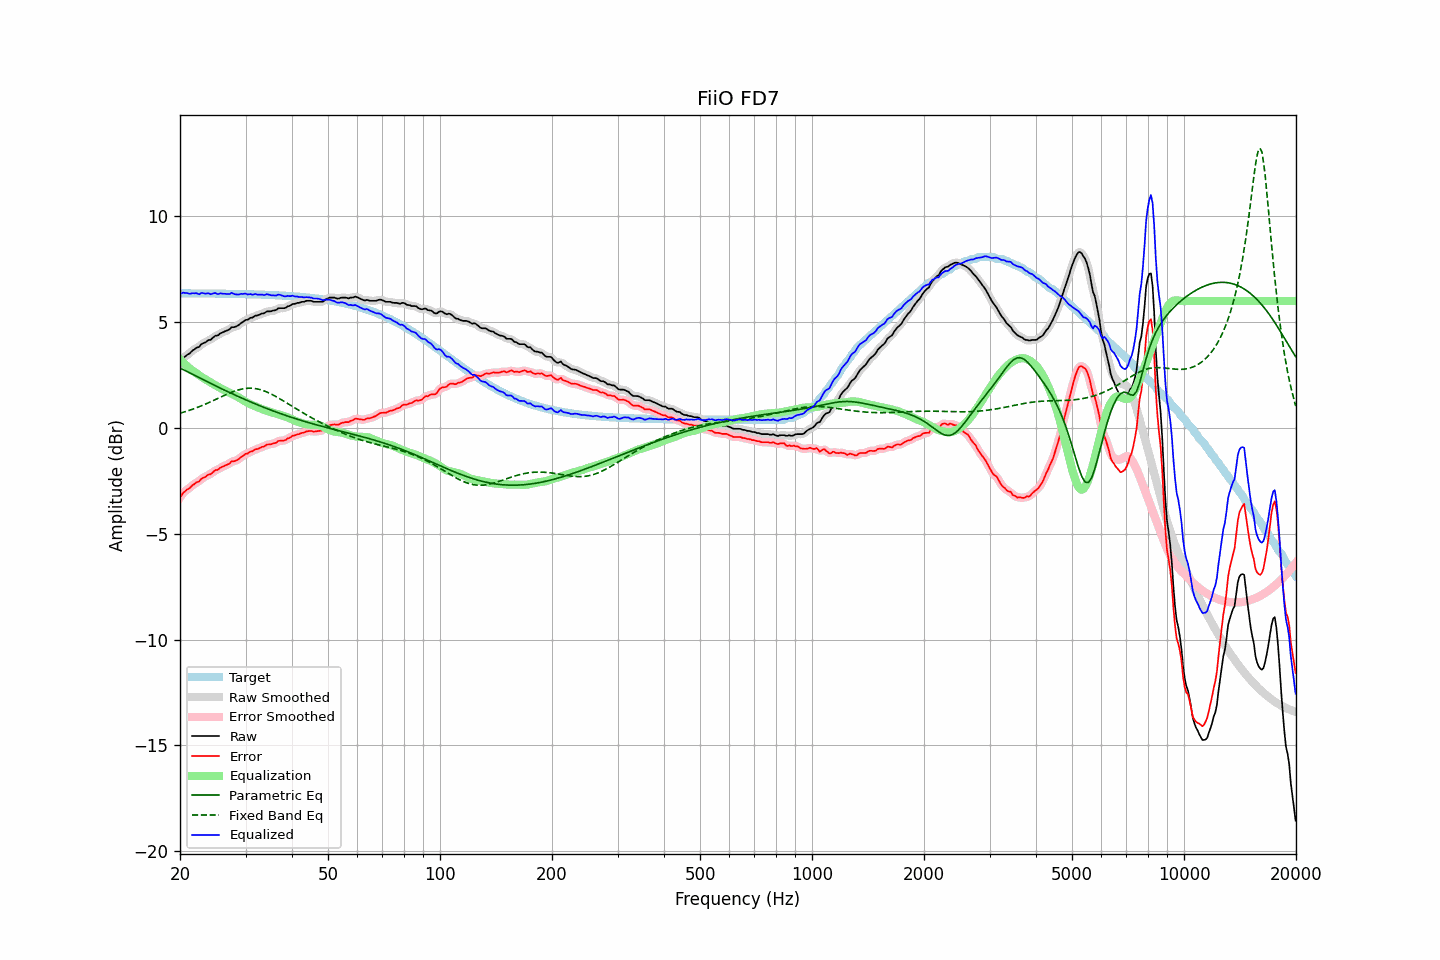 FiiO FD7
10
5
0
−5
−10
−15
−20
Amplitude (dBr)
20
50
100
200
500
1000
2000
5000
10000
20000
Frequency (Hz)
Target
Raw Smoothed
Error Smoothed
Raw
Error
Equalization
Parametric Eq
Fixed Band Eq
Equalized